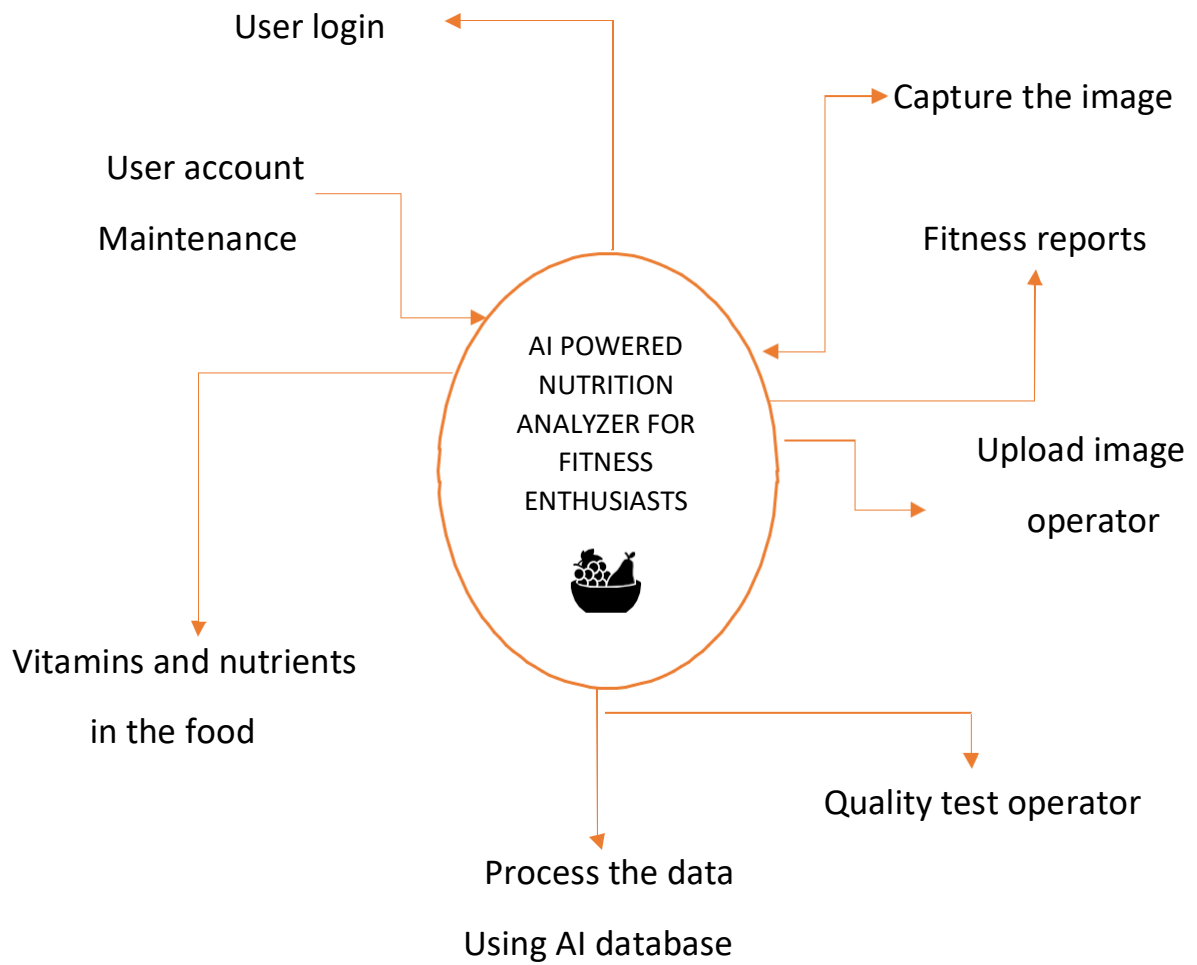 User login
Capture the image
User account
Maintenance
Fitness reports
AI POWERED
NUTRITION
ANALYZER FOR
FITNESS
ENTHUSIASTS
Upload image
operator
Vitamins and nutrients
in the food
Quality test operator
Process the data
Using AI database